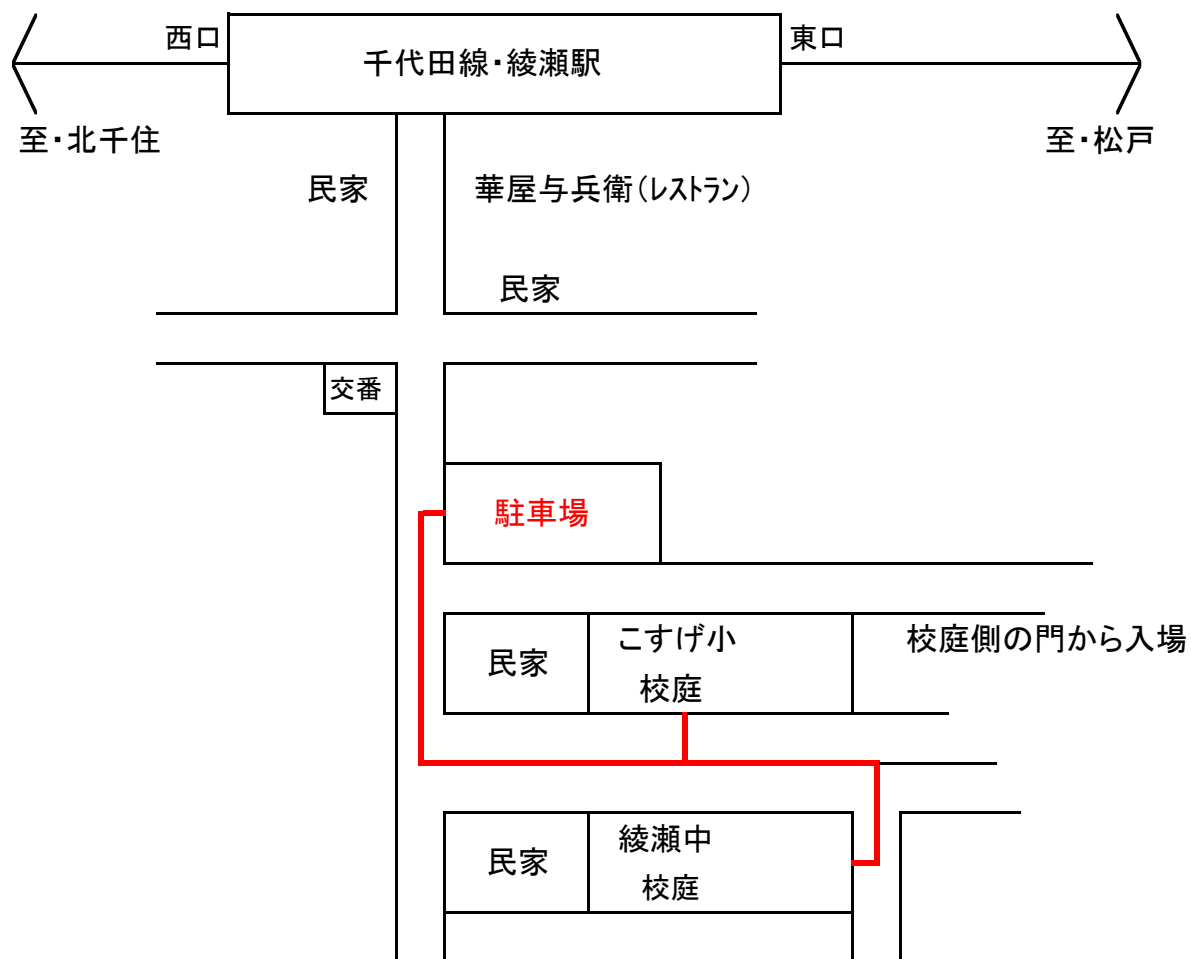 西口
東口
千代田線・綾瀬駅
至・北千住
至・松戸
民家
華屋与兵衛(レストラン)
民家
交番
駐車場
こすげ小
校庭側の門から入場
民家
校庭
綾瀬中
民家
校庭